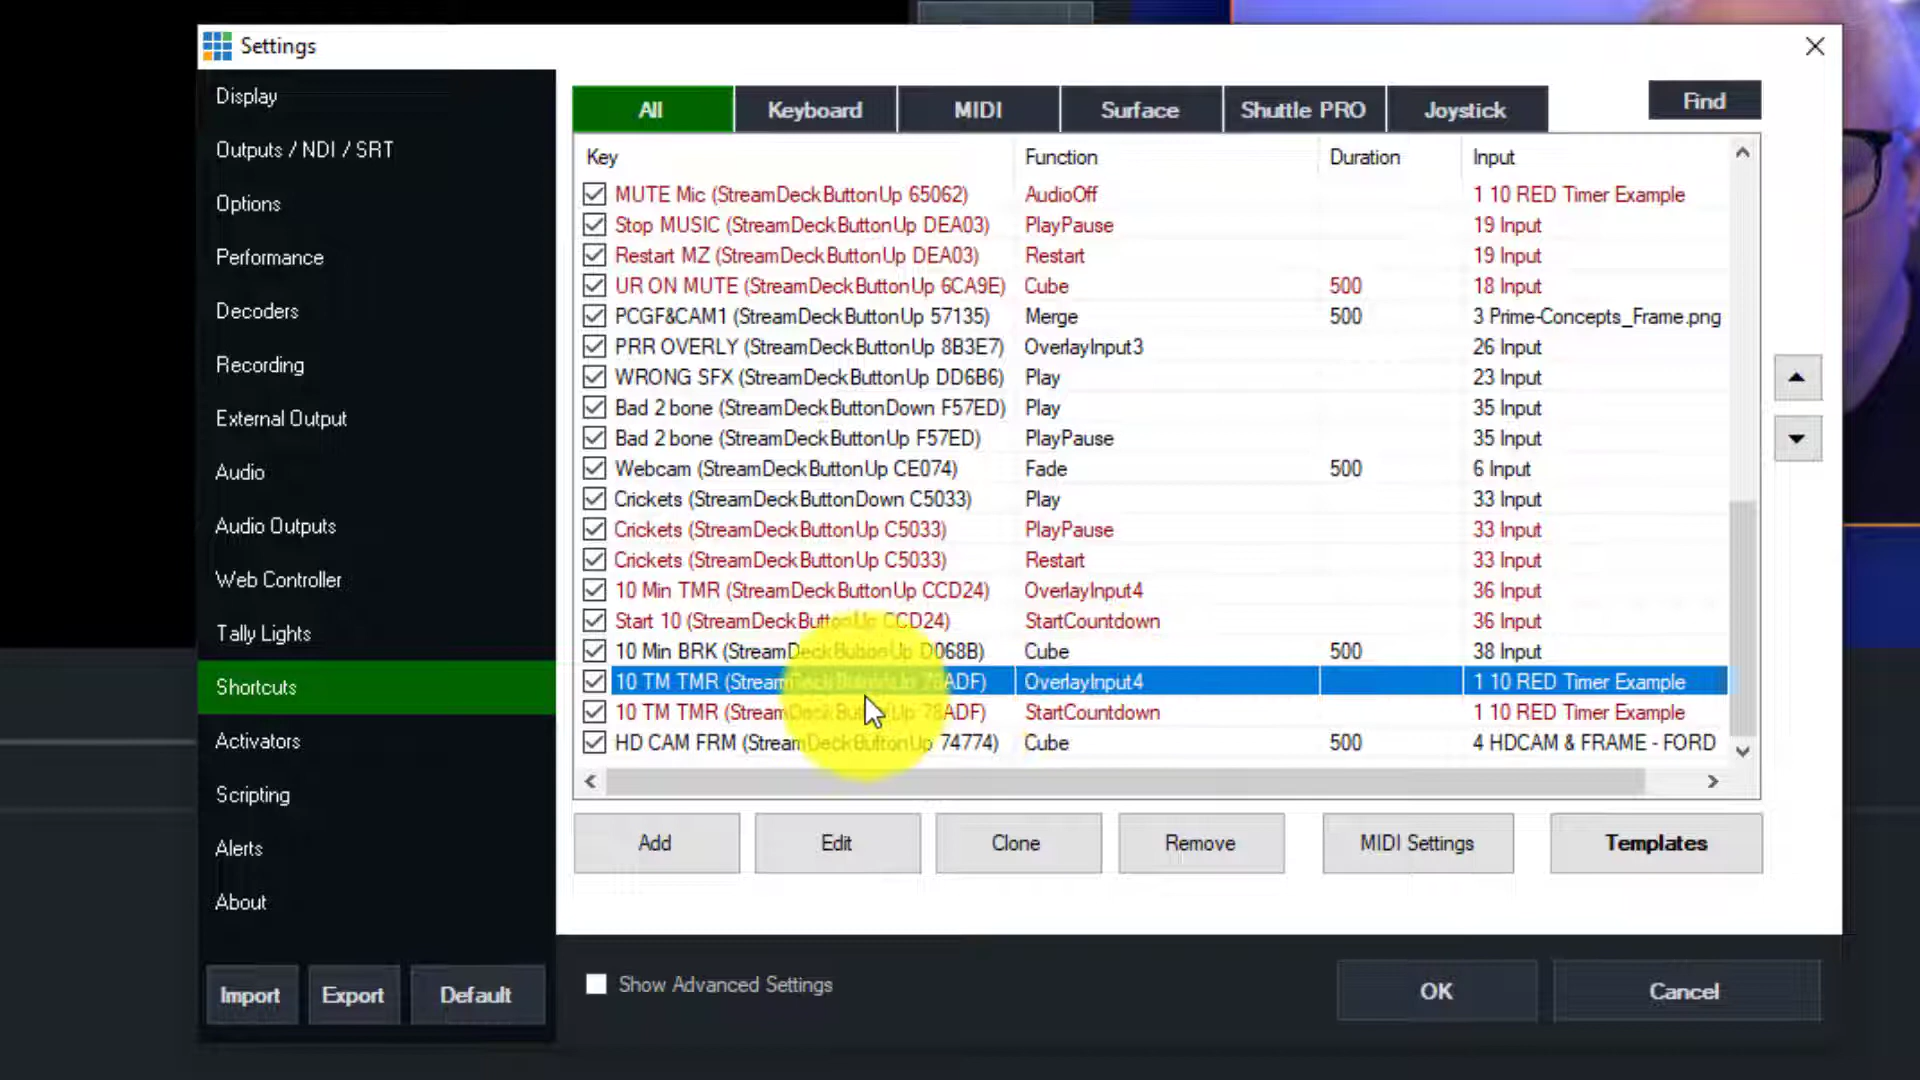 Settings
Display
Outputs / NDI / SRT
Options
Performance
Decoders
Recording
External Output
Audio
Audio Outputs
Web Controller
Tally Lights
Shortcuts
Activators
Scripting
Alerts
About
Import Export Default
All Keyboard MIDI Surface Shuttle PRO Joystick Find
Key Function Duration Input
MUTE Mic (StreamDeckButtonUp 65062) AudioOff 1 10 RED Timer Example
Stop MUSIC (StreamDeckButtonUp DEA03) PlayPause 19 Input
Restart MZ (StreamDeckButtonUp DEA03) Restart 19 Input
UR ON MUTE (StreamDeckButtonUp 6CA9E) Cube 500 18 Input
PCGF&CAM1 (StreamDeckButtonUp 57135) Merge 500 3 Prime-Concepts_Frame.png
PRR OVERLY (StreamDeckButtonUp 8B3E7) OverlayInput3 26 Input
WRONG SFX (StreamDeckButtonUp DD6B6) Play 23 Input
Bad 2 bone (StreamDeckButtonDown F57ED) Play 35 Input
Bad 2 bone (StreamDeckButtonUp F57ED) PlayPause 35 Input
Webcam (StreamDeckButtonUp CE074) Fade 500 6 Input
Crickets (StreamDeckButtonDown C5033) Play 33 Input
Crickets (StreamDeckButtonUp C5033) PlayPause 33 Input
Crickets (StreamDeckButtonUp C5033) Restart 33 Input
10 Min TMR (StreamDeckButtonUp CCD24) OverlayInput4 36 Input
Start 10 (StreamDeckButtonUp CCD24) StartCountdown 36 Input
10 Min BRK (StreamDeckButtonUp D068B) Cube 500 38 Input
10 TM TMR (StreamDeckButtonUp 78ADF) OverlayInput4 1 10 RED Timer Example
10 TM TMR (StreamDeckButtonUp 78ADF) StartCountdown 1 10 RED Timer Example
HD CAM FRM (StreamDeckButtonUp 74774) Cube 500 4 HDCAM & FRAME - FORD
Add Edit Clone Remove MIDI Settings Templates
Show Advanced Settings
OK Cancel